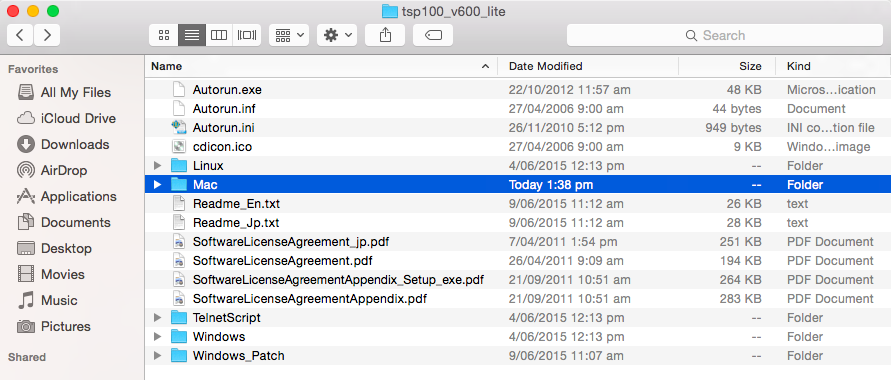 tsp100_v600_lite
Search
Favorites
All My Files
iCloud Drive
Downloads
AirDrop
Applications
Documents
Desktop
Movies
Music
Pictures
Shared
Name Date Modified Size Kind
Autorun.exe 22/10/2012 11:57 am 48 KB Micros...ication
Autorun.inf 27/04/2006 9:00 am 44 bytes Document
Autorun.ini 26/11/2010 5:12 pm 949 bytes INI co...tion file
cdicon.ico 27/04/2006 9:00 am 9 KB Windo...image
Linux 4/06/2015 12:13 pm -- Folder
Mac Today 1:38 pm -- Folder
Readme_En.txt 9/06/2015 11:12 am 26 KB text
Readme_Jp.txt 9/06/2015 11:12 am 28 KB text
SoftwareLicenseAgreement_jp.pdf 7/04/2011 1:54 pm 251 KB PDF Document
SoftwareLicenseAgreement.pdf 26/04/2011 9:09 am 194 KB PDF Document
SoftwareLicenseAgreementAppendix_Setup_exe.pdf 21/09/2011 10:51 am 264 KB PDF Document
SoftwareLicenseAgreementAppendix.pdf 21/09/2011 10:51 am 283 KB PDF Document
TelnetScript 4/06/2015 12:13 pm -- Folder
Windows 4/06/2015 12:13 pm -- Folder
Windows_Patch 9/06/2015 11:07 am -- Folder